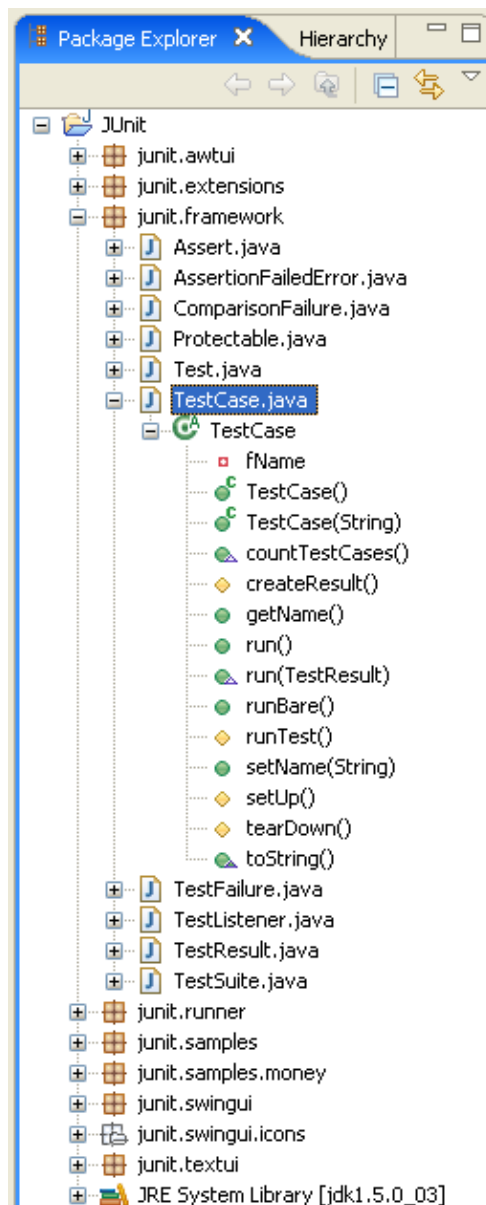 Package Explorer Hierarchy
JUnit
junit.awtui
junit.extensions
junit.framework
Assert.java
AssertionFailedError.java
ComparisonFailure.java
Protectable.java
Test.java
TestCase.java
TestCase
fName
TestCase()
TestCase(String)
countTestCases()
createResult()
getName()
run()
run(TestResult)
runBare()
runTest()
setName(String)
setUp()
tearDown()
toString()
TestFailure.java
TestListener.java
TestResult.java
TestSuite.java
junit.runner
junit.samples
junit.samples.money
junit.swingui
junit.swingui.icons
junit.textui
JRE System Library [jdk1.5.0_03]